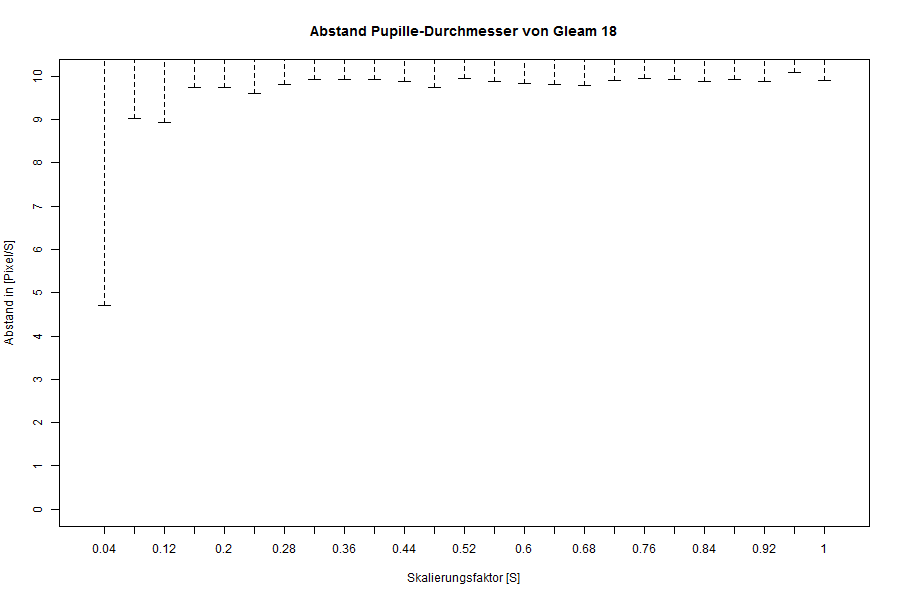 Abstand Pupille-Durchmesser von Gleam 18
Abstand in [Pixel/S]
10
9
8
7
6
5
4
3
2
1
0
0.04 0.12 0.2 0.28 0.36 0.44 0.52 0.6 0.68 0.76 0.84 0.92 1
Skalierungsfaktor [S]